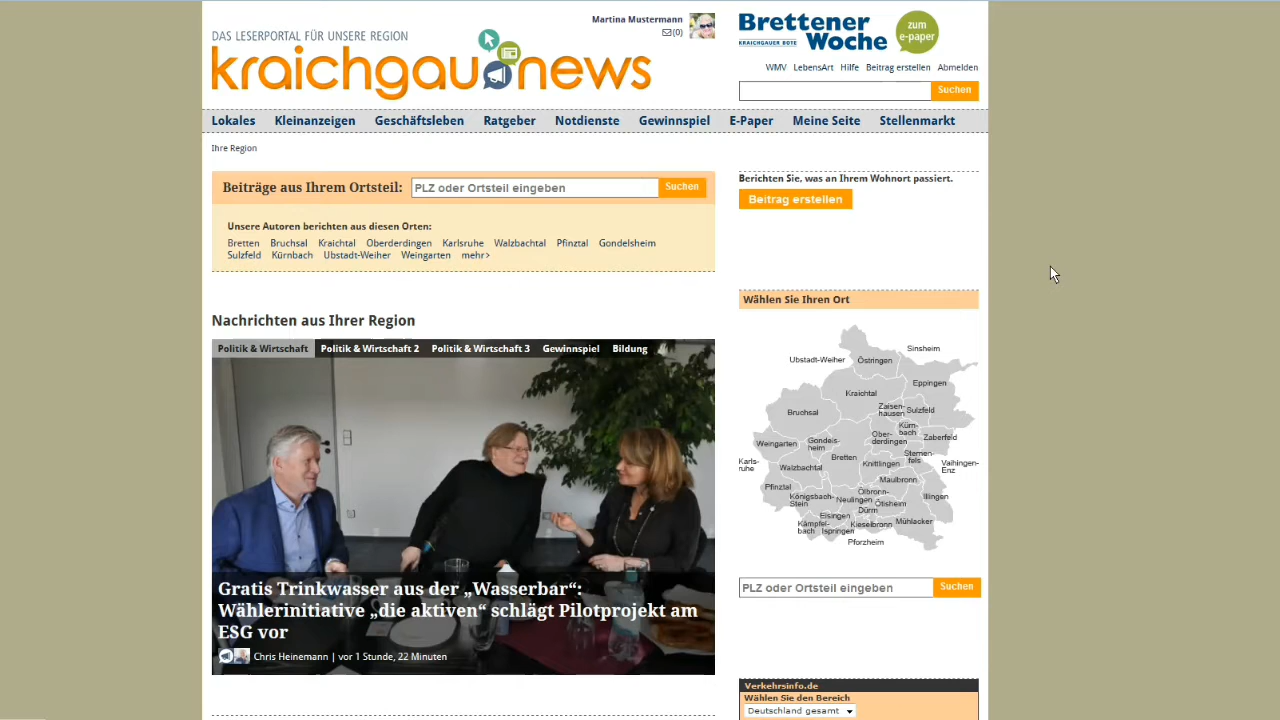 DAS LESERPORTAL FÜR UNSERE REGION
kraichgau news
Martina Mustermann
(0)
Brettener
KRAICHGAUER BOTE
Woche
zum
e-paper
WMV LebensArt Hilfe Beitrag erstellen Abmelden
Suchen
Lokales Kleinanzeigen Geschäftsleben Ratgeber Notdienste Gewinnspiel E-Paper Meine Seite Stellenmarkt
Ihre Region
Beiträge aus Ihrem Ortsteil: PLZ oder Ortsteil eingeben Suchen
Unsere Autoren berichten aus diesen Orten:
Bretten Bruchsal Kraichtal Oberderdingen Karlsruhe Walzbachtal Pfinztal Gondelsheim
Sulzfeld Kürnbach Ubstadt-Weiher Weingarten mehr>
Nachrichten aus Ihrer Region
Politik & Wirtschaft Politik & Wirtschaft 2 Politik & Wirtschaft 3 Gewinnspiel Bildung
Gratis Trinkwasser aus der „Wasserbar“:
Wählerinitiative „die aktiven“ schlägt Pilotprojekt am
ESG vor
Chris Heinemann | vor 1 Stunde, 22 Minuten
Berichten Sie, was an Ihrem Wohnort passiert.
Beitrag erstellen
Wählen Sie Ihren Ort
Sinsheim
Ubstadt-Weiher
Östringen
Eppingen
Kraichtal
Bruchsal
Zaisen-
hausen
Sulzfeld
Kürn-
bach
Ober-
derdingen
Zaberfeld
Weingarten
Gondels-
heim
Bretten
Sternen-
fels
Karls-
ruhe
Walzbachtal
Knittlingen
Vaihingen-
Enz
Maulbronn
Pfinztal
Königsbach-
Stein
Neulingen
Ölbronn-
Dürrn
Ötisheim
Illingen
Eisingen
Kämpfel-
bach
Ispringen
Kieselbronn
Mühlacker
Pforzheim
PLZ oder Ortsteil eingeben Suchen
Verkehrsinfo.de
Wählen Sie den Bereich
Deutschland gesamt